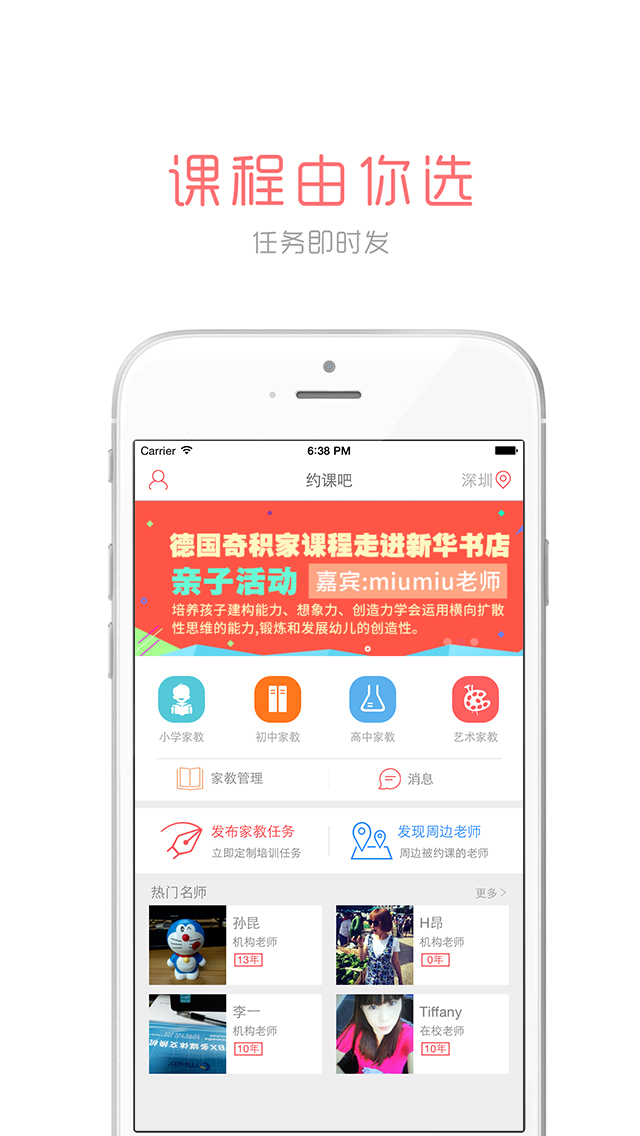 课程由你选
任务即时发
Carrier 6:38 PM
约课吧 深圳
德国奇积家课程走进新华书店
亲子活动 嘉宾:miumiu老师
培养孩子建构能力、想象力、创造力学会运用横向扩散
性思维的能力,锻炼和发展幼儿的创造性。
小学家教 初中家教 高中家教 艺术家教
家教管理 消息
发布家教任务 发现周边老师
立即定制培训任务 周边被约课的老师
热门名师 更多
孙昆 H昂
机构老师 机构老师
13年 0年
李一 Tiffany
机构老师 在校老师
10年 10年
BX多媒体交换机